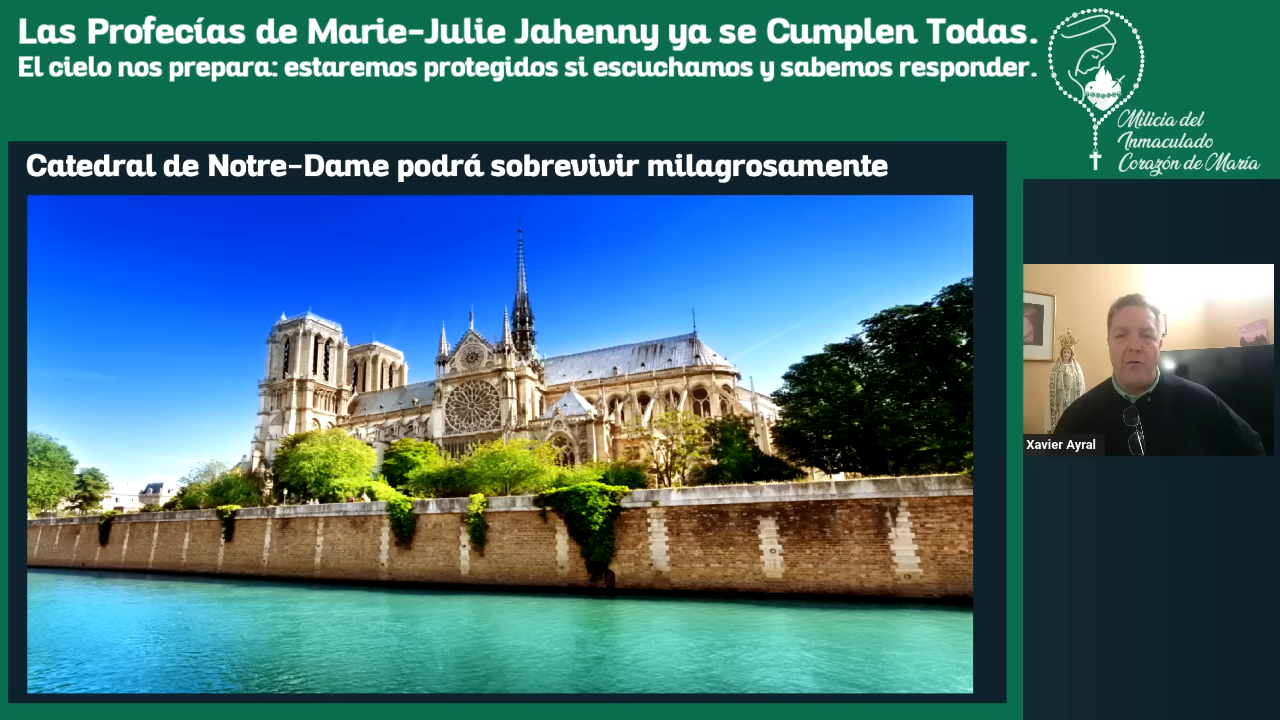 Las Profecías de Marie-Julie Jahenny ya se Cumplen Todas.
El cielo nos prepara: estaremos protegidos si escuchamos y sabemos responder.
Milicia del
Inmaculado
Corazón de María
Catedral de Notre-Dame podrá sobrevivir milagrosamente
Xavier Ayral